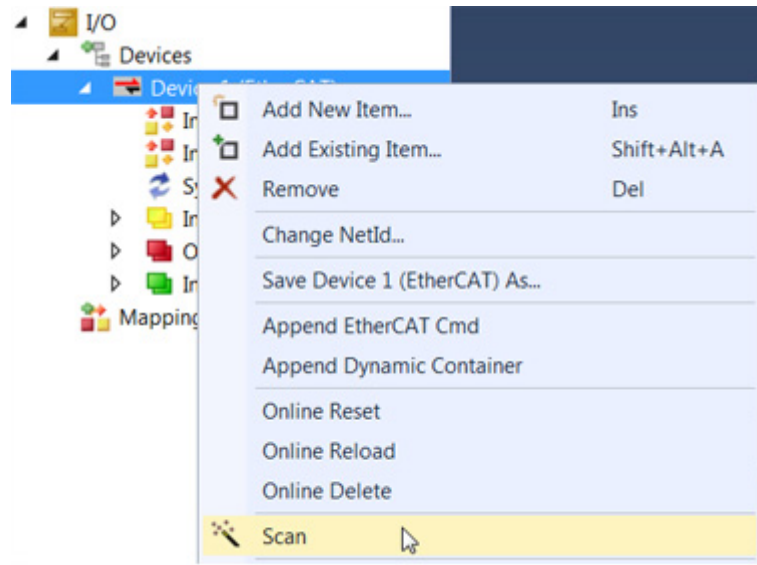 I/O
Devices
Add New Item... Ins
Add Existing Item... Shift+Alt+A
Remove Del
Change NetId...
Save Device 1 (EtherCAT) As...
Mapping
Append EtherCAT Cmd
Append Dynamic Container
Online Reset
Online Reload
Online Delete
Scan